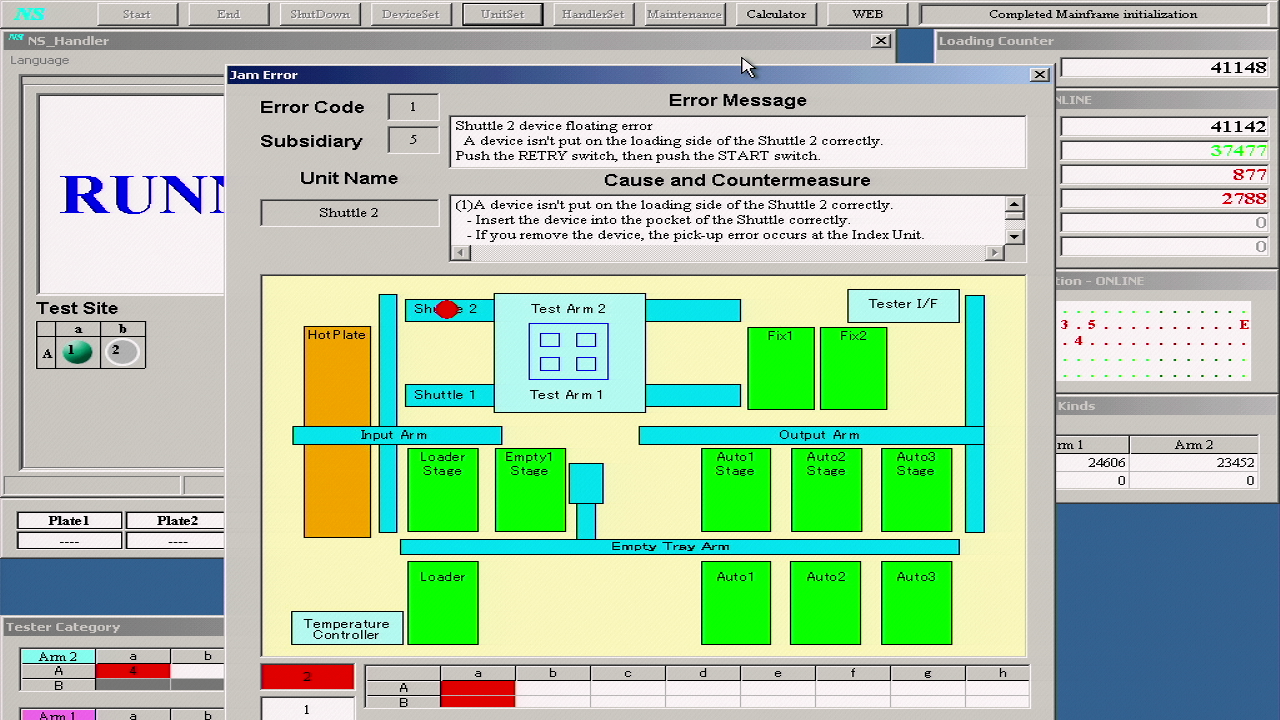 NS Start End ShutDown DeviceSet UnitSet HandlerSet Maintenance Calculator WEB Completed Mainframe initialization
NS NS_Handler
Loading Counter
Language
41148
Jam Error
NLINE
Error Code 1
Error Message
Subsidiary 5
Shuttle 2 device floating error
A device isn't put on the loading side of the Shuttle 2 correctly.
Push the RETRY switch, then push the START switch.
41142
37477
877
2788
0
0
Unit Name
Shuttle 2
Cause and Countermeasure
(1)A device isn't put on the loading side of the Shuttle 2 correctly.
- Insert the device into the pocket of the Shuttle correctly.
- If you remove the device, the pick-up error occurs at the Index Unit.
RUNN
tion - ONLINE
3 . 5 E
. 4
Test Site
a b
A 1 2
HotPlate
Shuttle 2
Test Arm 2
Tester I/F
Fix1
Fix2
Shuttle 1
Test Arm 1
Input Arm
Output Arm
Loader
Stage
Empty1
Stage
Auto1
Stage
Auto2
Stage
Auto3
Stage
Empty Tray Arm
Loader
Auto1
Auto2
Auto3
Temperature
Controller
Kinds
rm 1 Arm 2
24606 23452
0 0
Plate1 Plate2
---- ----
Tester Category
Arm 2 a b
A 4
B
Arm 1 a b
2
1
a b c d e f g h
A
B